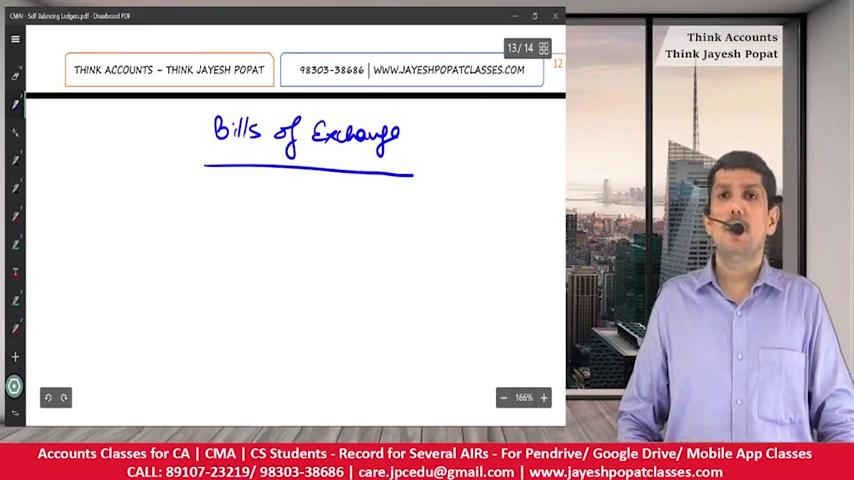 CMAI - Self Balancing Ledgers.pdf - Drawboard PDF
13/14
THINK ACCOUNTS – THINK JAYESH POPAT
98303-38686 | WWW.JAYESHPOPATCLASSES.COM
12
Bills of Exchange
166%
Think Accounts
Think Jayesh Popat
Accounts Classes for CA | CMA | CS Students - Record for Several AIRs - For Pendrive/ Google Drive/ Mobile App Classes
CALL: 89107-23219/ 98303-38686 | care.jpcedu@gmail.com | www.jayeshpopatclasses.com